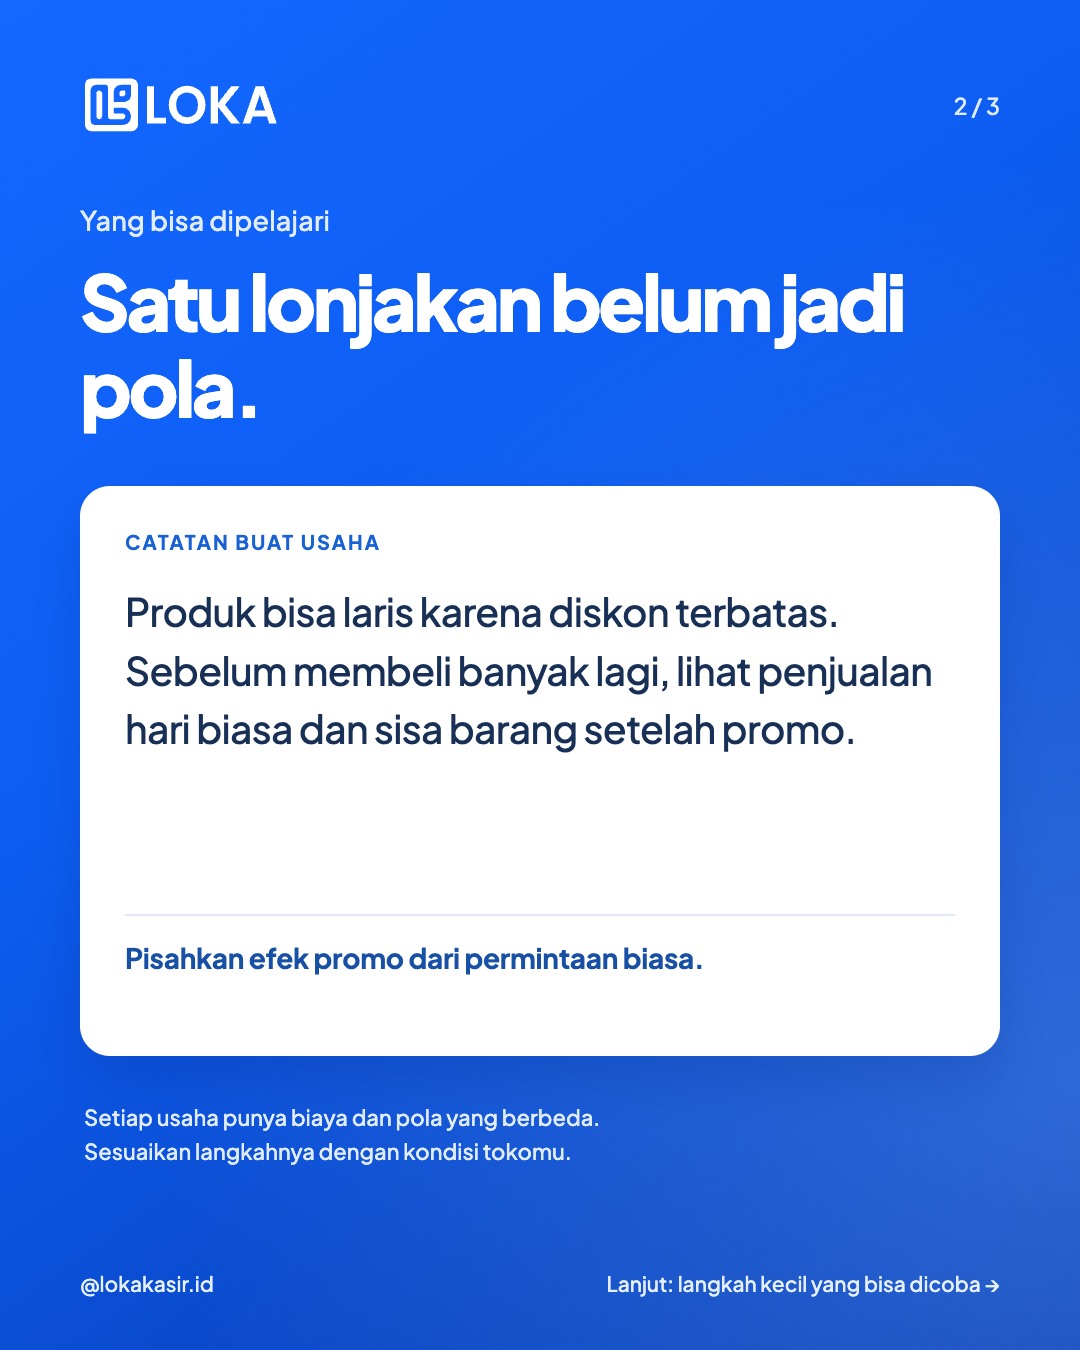 LOKA
2/3
Yang bisa dipelajari
Satu lonjakan belum jadi
pola.
CATATAN BUAT USAHA
Produk bisa laris karena diskon terbatas.
Sebelum membeli banyak lagi, lihat penjualan
hari biasa dan sisa barang setelah promo.
Pisahkan efek promo dari permintaan biasa.
Setiap usaha punya biaya dan pola yang berbeda.
Sesuaikan langkahnya dengan kondisi tokomu.
@lokakasir.id
Lanjut: langkah kecil yang bisa dicoba →